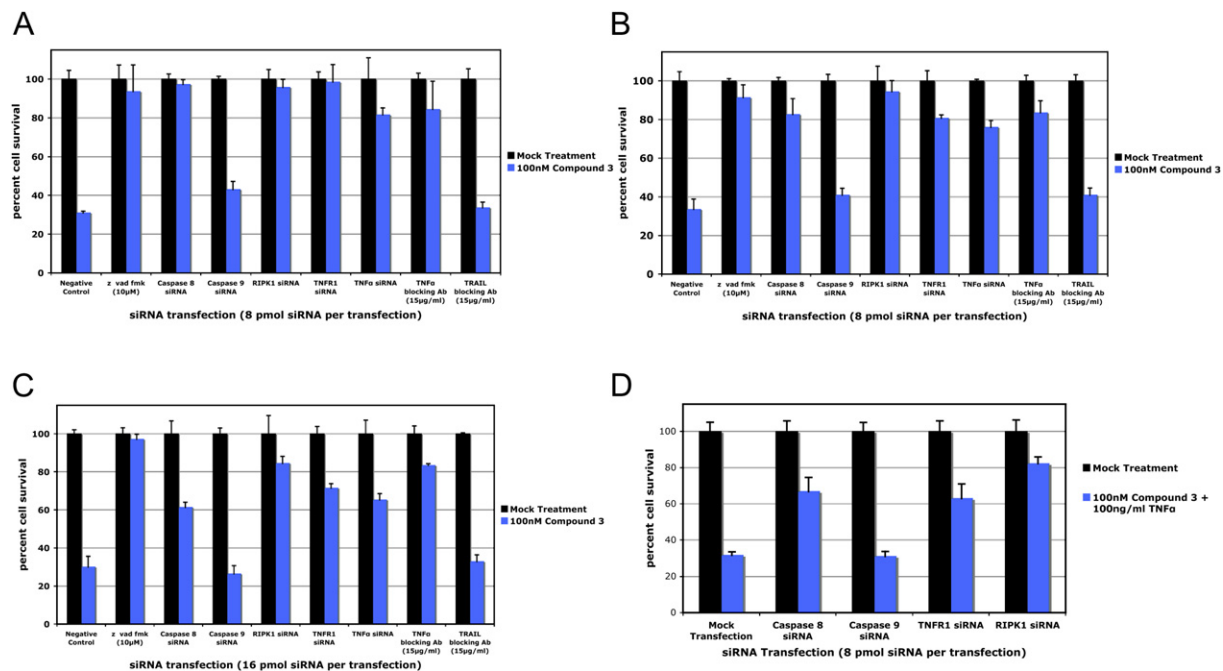 A
percent cell survival
100
80
60
40
20
0
Negative Control
z vad fmk (10µM)
Caspase 8 siRNA
Caspase 9 siRNA
RIPK1 siRNA
TNFR1 siRNA
TNFα siRNA
TNFα blocking Ab (15µg/ml)
TRAIL blocking Ab (15µg/ml)
siRNA transfection (8 pmol siRNA per transfection)
Mock Treatment
100nM Compound 3
B
percent cell survival
100
80
60
40
20
0
Negative Control
z vad fmk (10µM)
Caspase 8 siRNA
Caspase 9 siRNA
RIPK1 siRNA
TNFR1 siRNA
TNFα siRNA
TNFα blocking Ab (15µg/ml)
TRAIL blocking Ab (15µg/ml)
siRNA transfection (8 pmol siRNA per transfection)
Mock Treatment
100nM Compound 3
C
percent cell survival
100
80
60
40
20
0
Negative Control
z vad fmk (10µM)
Caspase 8 siRNA
Caspase 9 siRNA
RIPK1 siRNA
TNFR1 siRNA
TNFα siRNA
TNFα blocking Ab (15µg/ml)
TRAIL blocking Ab (15µg/ml)
siRNA transfection (16 pmol siRNA per transfection)
Mock Treatment
100nM Compound 3
D
percent cell survival
100
80
60
40
20
0
Mock Transfection
Caspase 8 siRNA
Caspase 9 siRNA
TNFR1 siRNA
RIPK1 siRNA
siRNA Transfection (8 pmol siRNA per transfection)
Mock Treatment
100nM Compound 3 +
100ng/ml TNFα